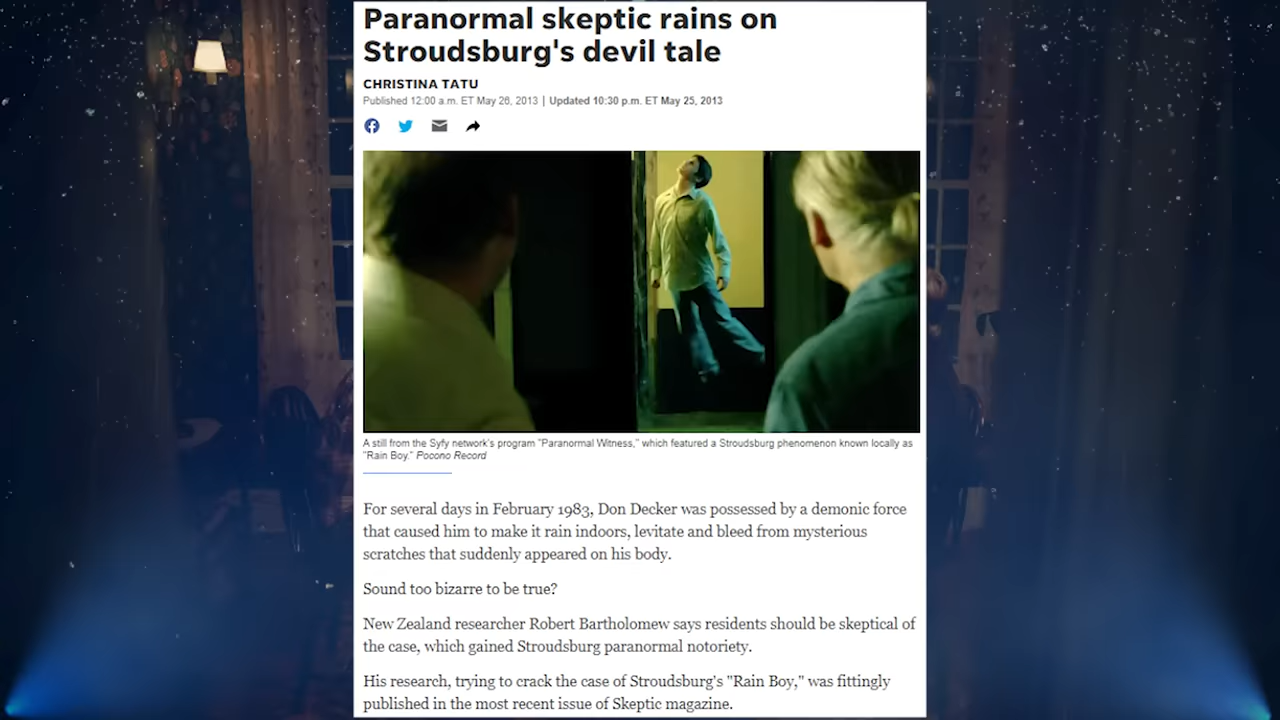 Paranormal skeptic rains on
Stroudsburg's devil tale
CHRISTINA TATU
Published 12:00 a.m. ET May 26, 2013 | Updated 10:30 p.m. ET May 25, 2013
A still from the Syfy network's program "Paranormal Witness," which featured a Stroudsburg phenomenon known locally as
"Rain Boy." Pocono Record
For several days in February 1983, Don Decker was possessed by a demonic force
that caused him to make it rain indoors, levitate and bleed from mysterious
scratches that suddenly appeared on his body.
Sound too bizarre to be true?
New Zealand researcher Robert Bartholomew says residents should be skeptical of
the case, which gained Stroudsburg paranormal notoriety.
His research, trying to crack the case of Stroudsburg's "Rain Boy," was fittingly
published in the most recent issue of Skeptic magazine.